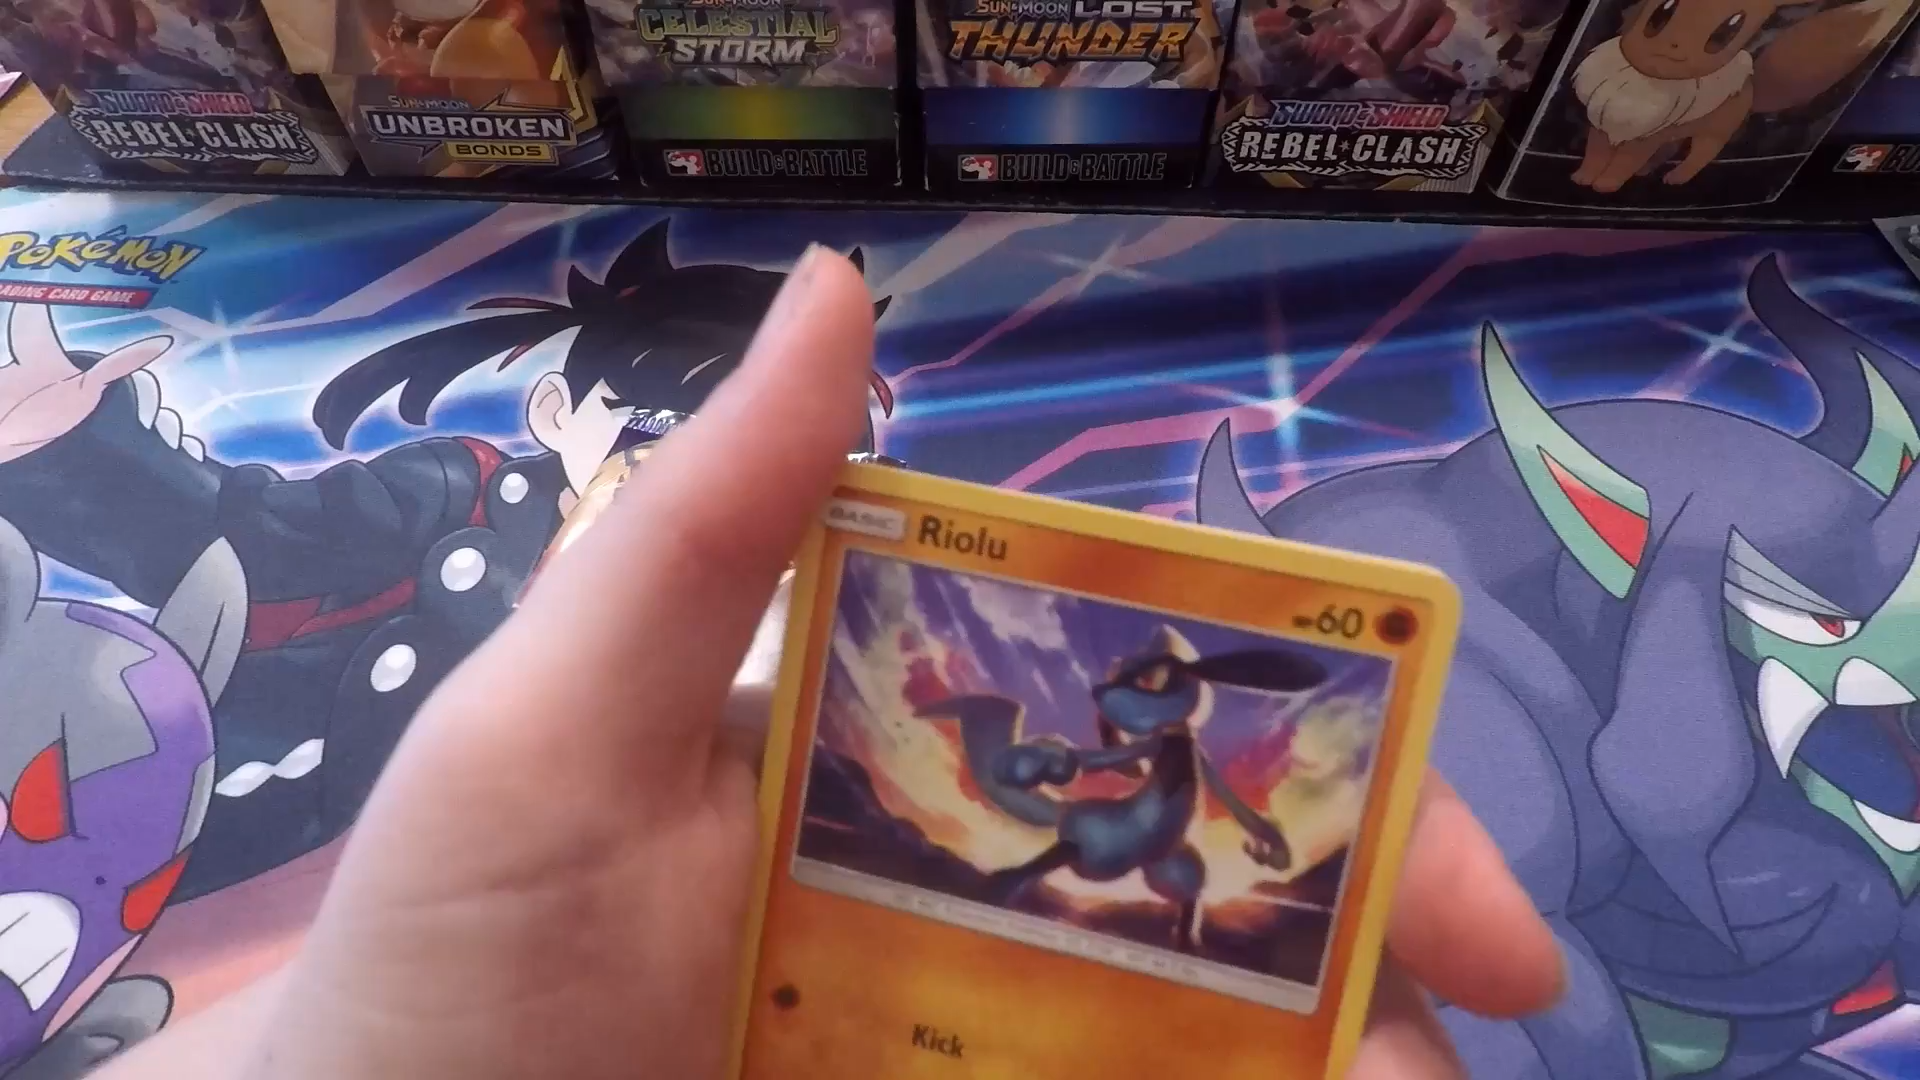 SUN & MOON
CELESTIAL
STORM
SUN & MOON LOST
THUNDER
SWORD & SHIELD
REBEL CLASH
SUN & MOON
UNBROKEN
BONDS
BUILD & BATTLE
BUILD & BATTLE
SWORD & SHIELD
REBEL CLASH
POKéMON
TRADING CARD GAME
BASIC
Riolu
60
Kick